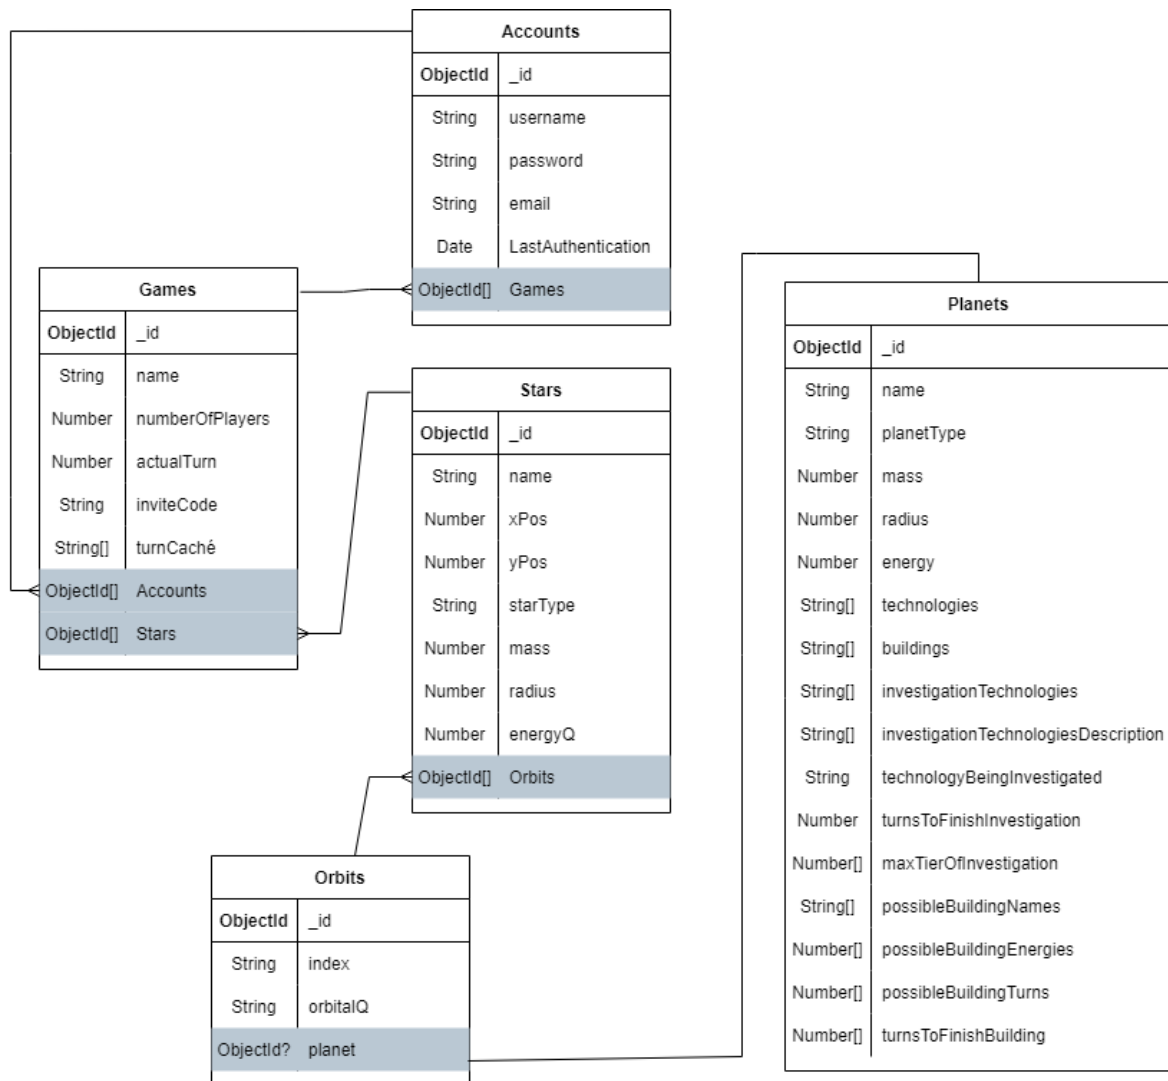 Accounts
ObjectId _id
String username
String password
String email
Date LastAuthentication
ObjectId[] Games
Games
ObjectId _id
String name
Number numberOfPlayers
Number actualTurn
String inviteCode
String[] turnCaché
ObjectId[] Accounts
ObjectId[] Stars
Stars
ObjectId _id
String name
Number xPos
Number yPos
String starType
Number mass
Number radius
Number energyQ
ObjectId[] Orbits
Orbits
ObjectId _id
String index
String orbitalQ
ObjectId? planet
Planets
ObjectId _id
String name
String planetType
Number mass
Number radius
Number energy
String[] technologies
String[] buildings
String[] investigationTechnologies
String[] investigationTechnologiesDescription
String technologyBeingInvestigated
Number turnsToFinishInvestigation
Number[] maxTierOfInvestigation
String[] possibleBuildingNames
Number[] possibleBuildingEnergies
Number[] possibleBuildingTurns
Number[] turnsToFinishBuilding